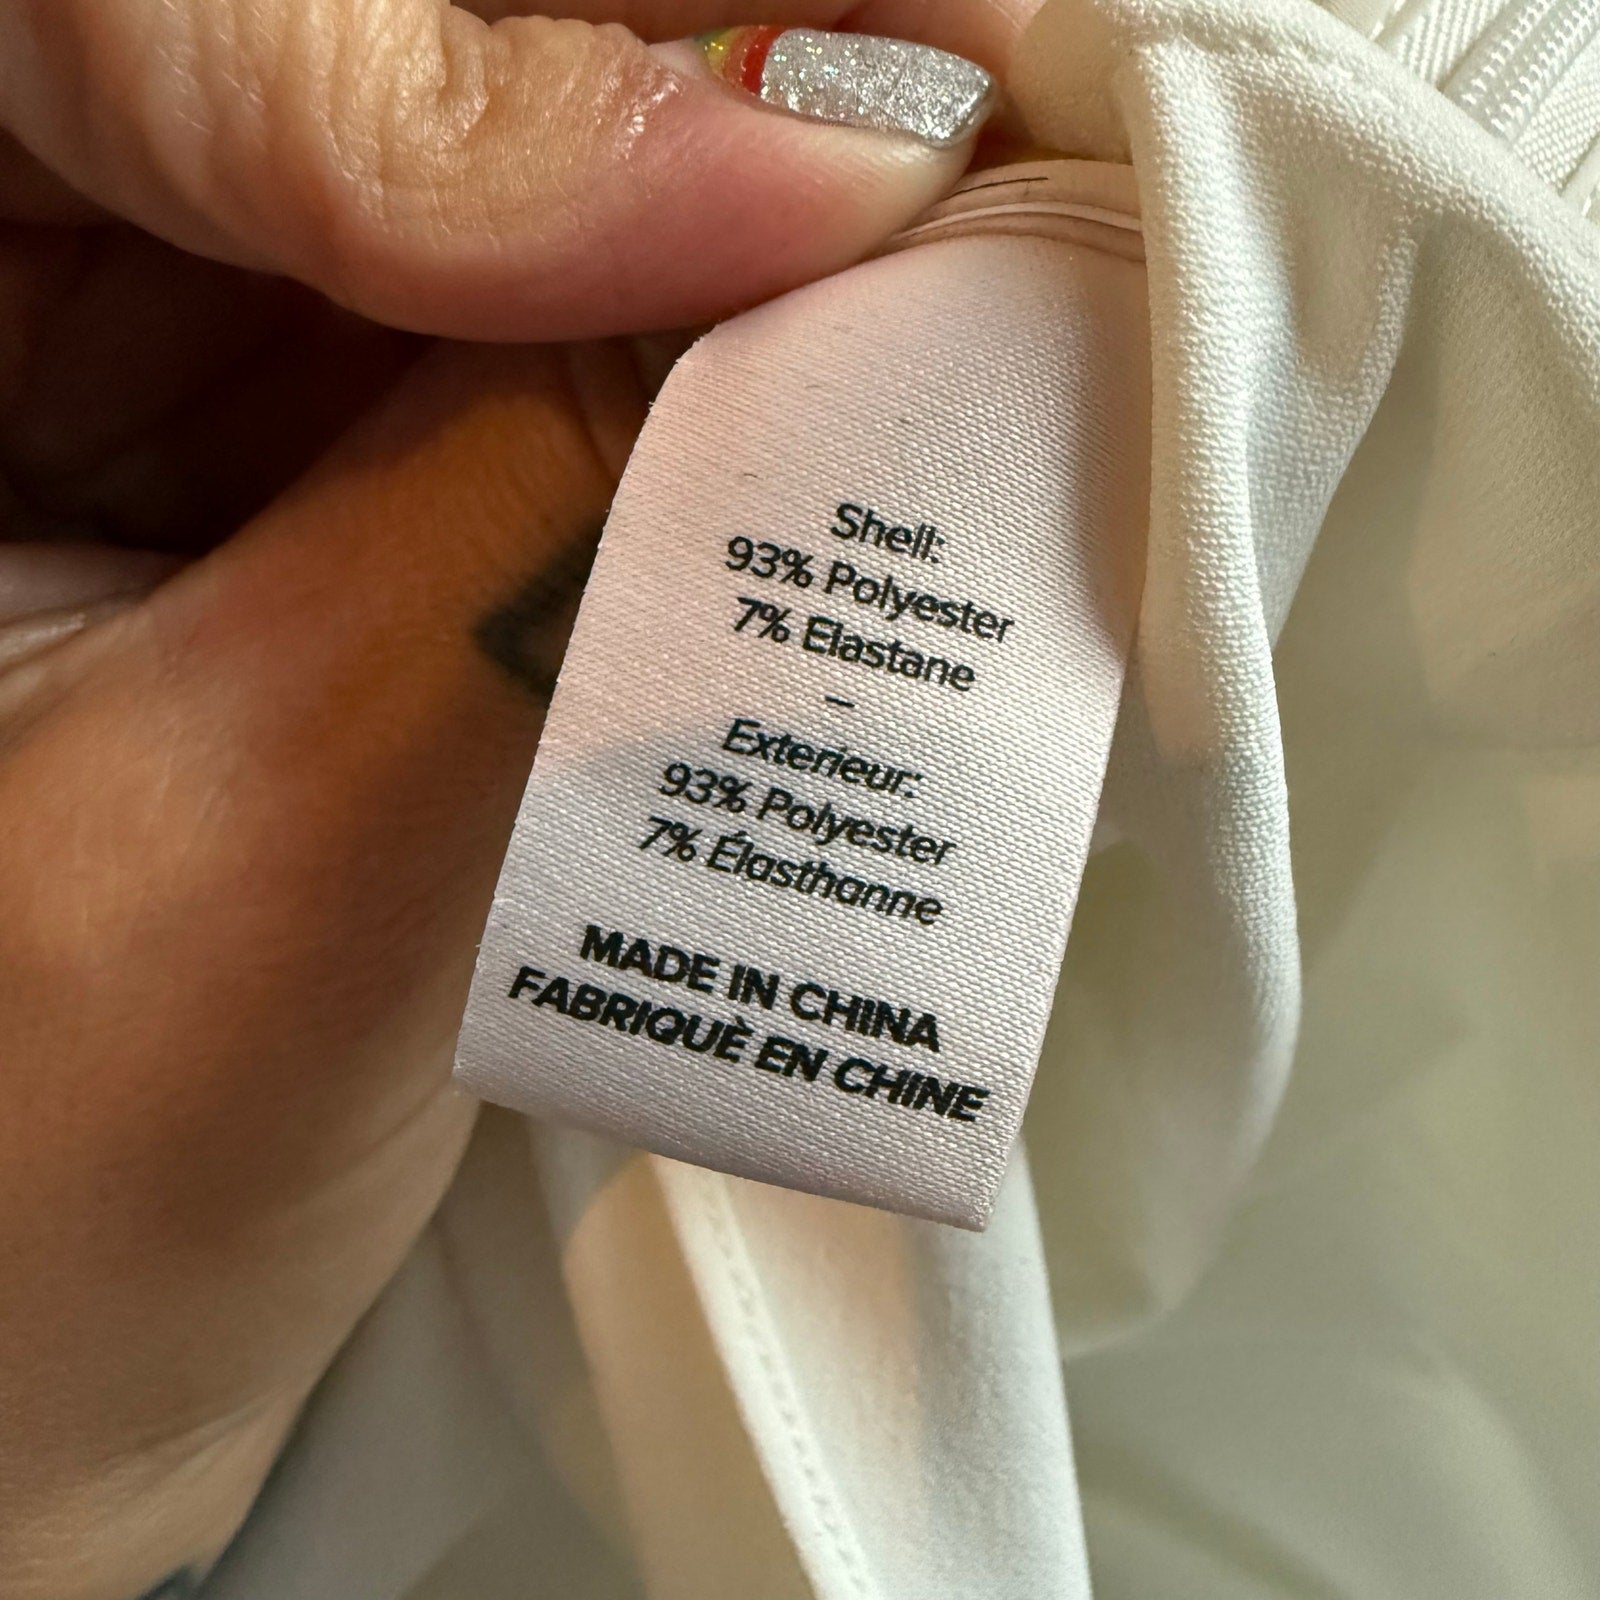 Shell:
93% Polyester
7% Elastane
–
Exterieur:
93% Polyester
7% Élasthanne
MADE IN CHINA
FABRIQUÈ EN CHINE